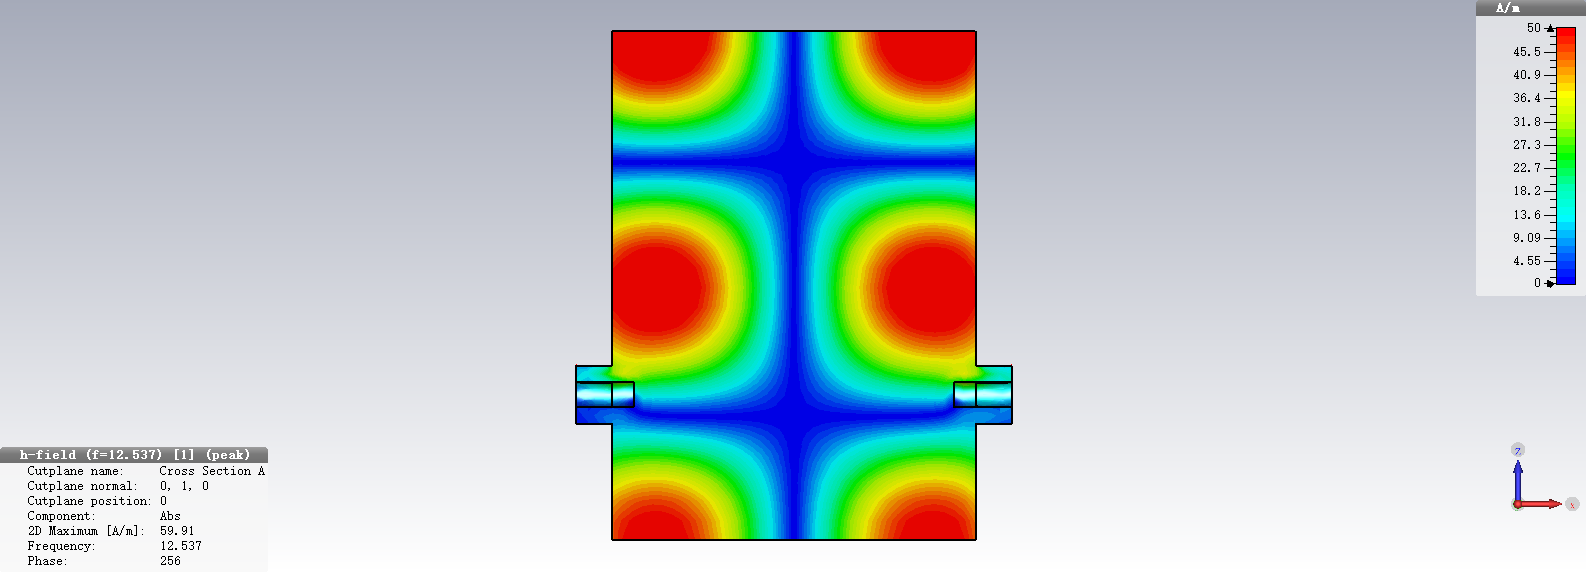 A/m
50
45.5
40.9
36.4
31.8
27.3
22.7
18.2
13.6
9.09
4.55
0
h-field (f=12.537) [1] (peak)
Cutplane name: Cross Section A
Cutplane normal: 0, 1, 0
Cutplane position: 0
Component: Abs
2D Maximum [A/m]: 59.91
Frequency: 12.537
Phase: 256
z
x